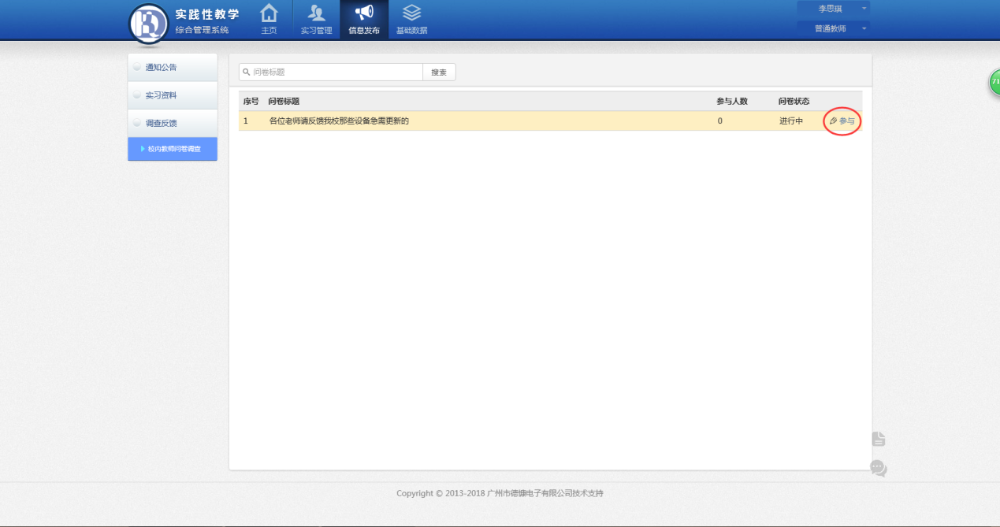 实践性教学
综合管理系统
主页
实习管理
信息发布
基础数据
李思琪
普通教师
通知公告
实习资料
调查反馈
校内教师问卷调查
问卷标题
搜索
序号 问卷标题 参与人数 问卷状态
1 各位老师请反馈我校那些设备急需更新的 0 进行中 参与
71
Copyright © 2013-2018 广州市德慷电子有限公司技术支持